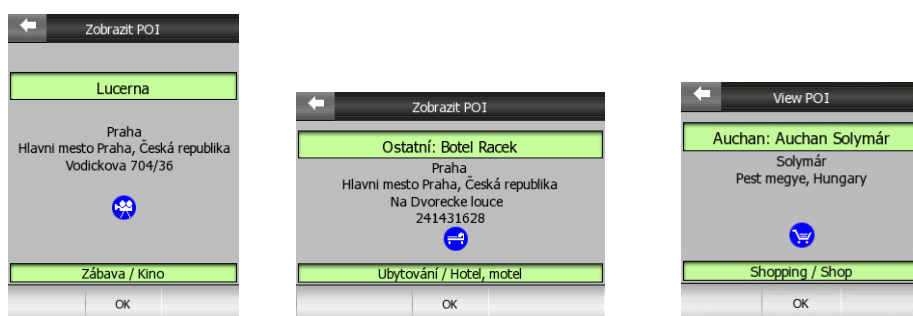 Zobrazit POI
Lucerna
Praha
Hlavni mesto Praha, Česká republika
Vodickova 704/36
Zábava / Kino
OK
Zobrazit POI
Ostatní: Botel Racek
Praha
Hlavni mesto Praha, Česká republika
Na Dvorecke louce
241431628
Ubytování / Hotel, motel
OK
View POI
Auchan: Auchan Solymár
Solymár
Pest megye, Hungary
Shopping / Shop
OK